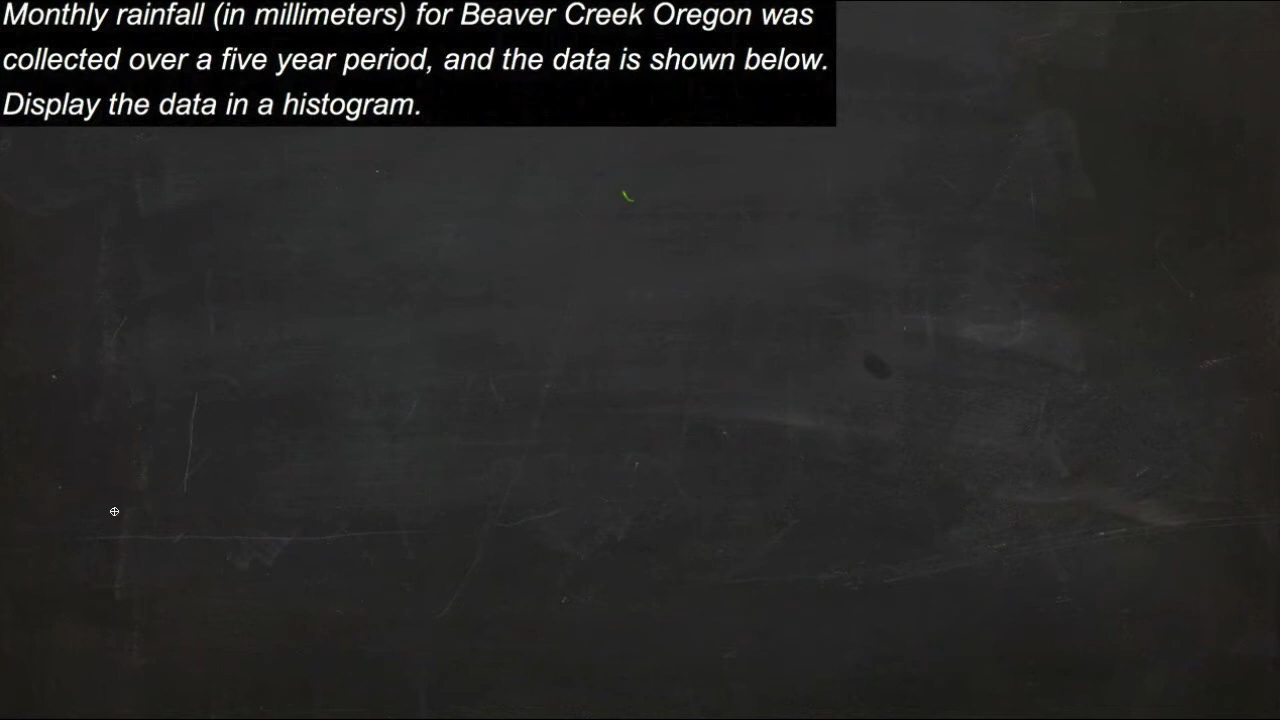 Monthly rainfall (in millimeters) for Beaver Creek Oregon was
collected over a five year period, and the data is shown below.
Display the data in a histogram.